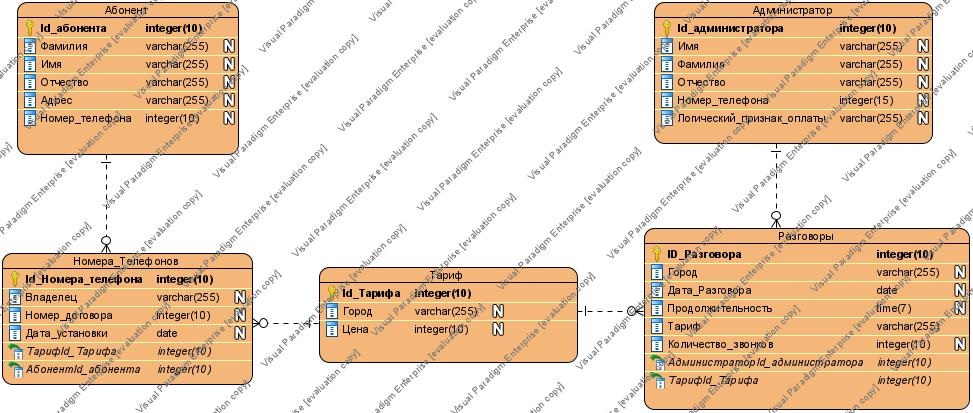 Абонент
Id_абонента integer(10)
Фамилия varchar(255) N
Имя varchar(255) N
Отчество varchar(255) N
Адрес varchar(255) N
Номер_телефона integer(10) N
Администратор
Id_администратора integer(10)
Имя varchar(255) N
Фамилия varchar(255) N
Отчество varchar(255) N
Номер_телефона integer(15) N
Логический_признак_оплаты varchar(255) N
Номера_Телефонов
Id_Номера_телефона integer(10)
Владелец varchar(255) N
Номер_договора integer(10) N
Дата_установки date N
ТарифId_Тарифа integer(10)
АбонентId_абонента integer(10)
Тариф
Id_Тарифа integer(10)
Город varchar(255) N
Цена integer(10) N
Разговоры
ID_Разговора integer(10)
Город varchar(255) N
Дата_Разговора date N
Продолжительность time(7) N
Тариф varchar(255)
Количество_звонков integer(10) N
АдминистраторId_администратора integer(10)
ТарифId_Тарифа integer(10)
Visual Paradigm Enterprise [evaluation copy]